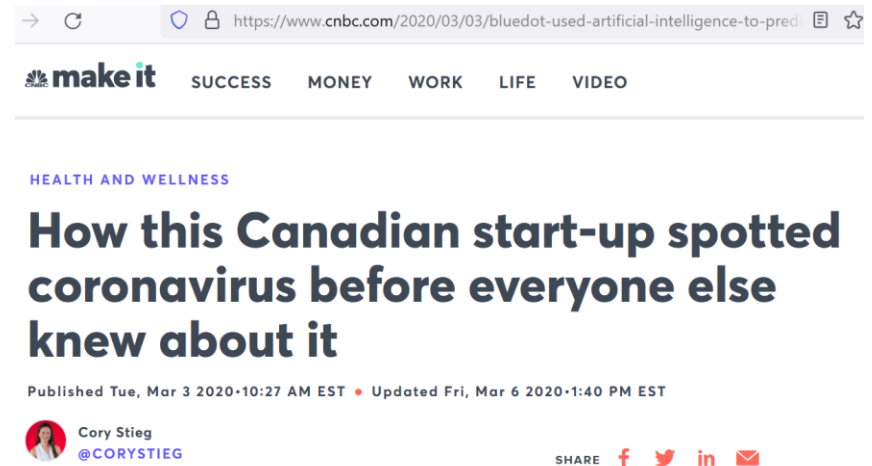 https://www.cnbc.com/2020/03/03/bluedot-used-artificial-intelligence-to-pred
CNBC make it SUCCESS MONEY WORK LIFE VIDEO
HEALTH AND WELLNESS
How this Canadian start-up spotted
coronavirus before everyone else
knew about it
Published Tue, Mar 3 2020•10:27 AM EST • Updated Fri, Mar 6 2020•1:40 PM EST
Cory Stieg
@CORYSTIEG
SHARE f in